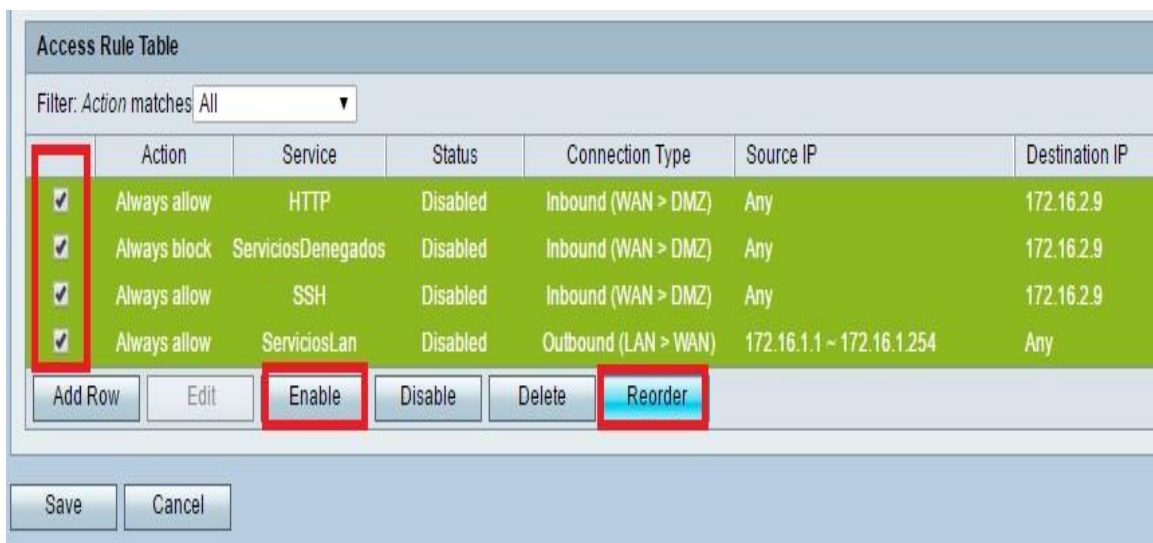 Access Rule Table
Filter: Action matches All
Action Service Status Connection Type Source IP Destination IP
Always allow HTTP Disabled Inbound (WAN > DMZ) Any 172.16.2.9
Always block ServiciosDenegados Disabled Inbound (WAN > DMZ) Any 172.16.2.9
Always allow SSH Disabled Inbound (WAN > DMZ) Any 172.16.2.9
Always allow ServiciosLan Disabled Outbound (LAN > WAN) 172.16.1.1 ~ 172.16.1.254 Any
Add Row Edit Enable Disable Delete Reorder
Save Cancel